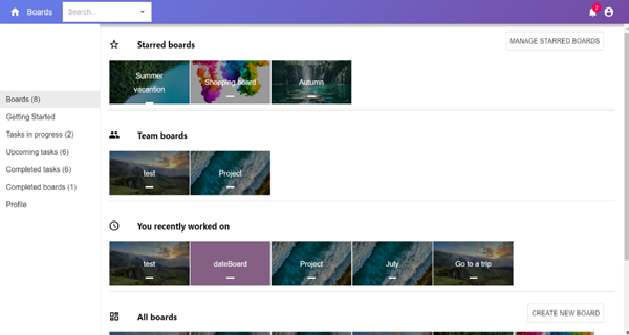 Boards
Search...
2
MANAGE STARRED BOARDS
Starred boards
Summer
vacantion
Shopping board
Autumn
Boards (8)
Getting Started
Tasks in progress (2)
Upcoming tasks (6)
Completed tasks (6)
Completed boards (1)
Profile
Team boards
test
Project
You recently worked on
test
dateBoard
Project
July
Go to a trip
All boards
CREATE NEW BOARD